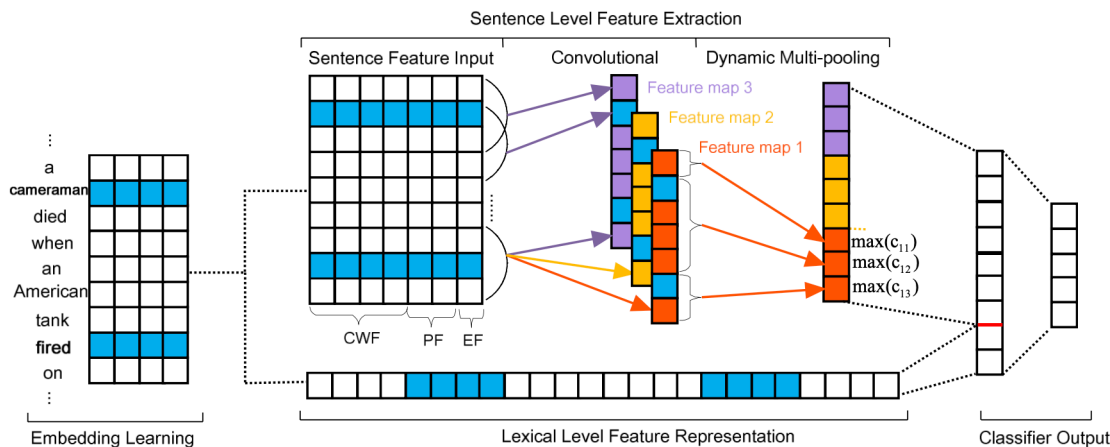 Sentence Level Feature Extraction
Sentence Feature Input
Convolutional
Dynamic Multi-pooling
Feature map 3
Feature map 2
Feature map 1
...
a
cameraman
died
when
an
American
tank
fired
on
...
......
CWF
PF
EF
....
max(c₁₁)
max(c₁₂)
max(c₁₃)
Embedding Learning
Lexical Level Feature Representation
Classifier Output